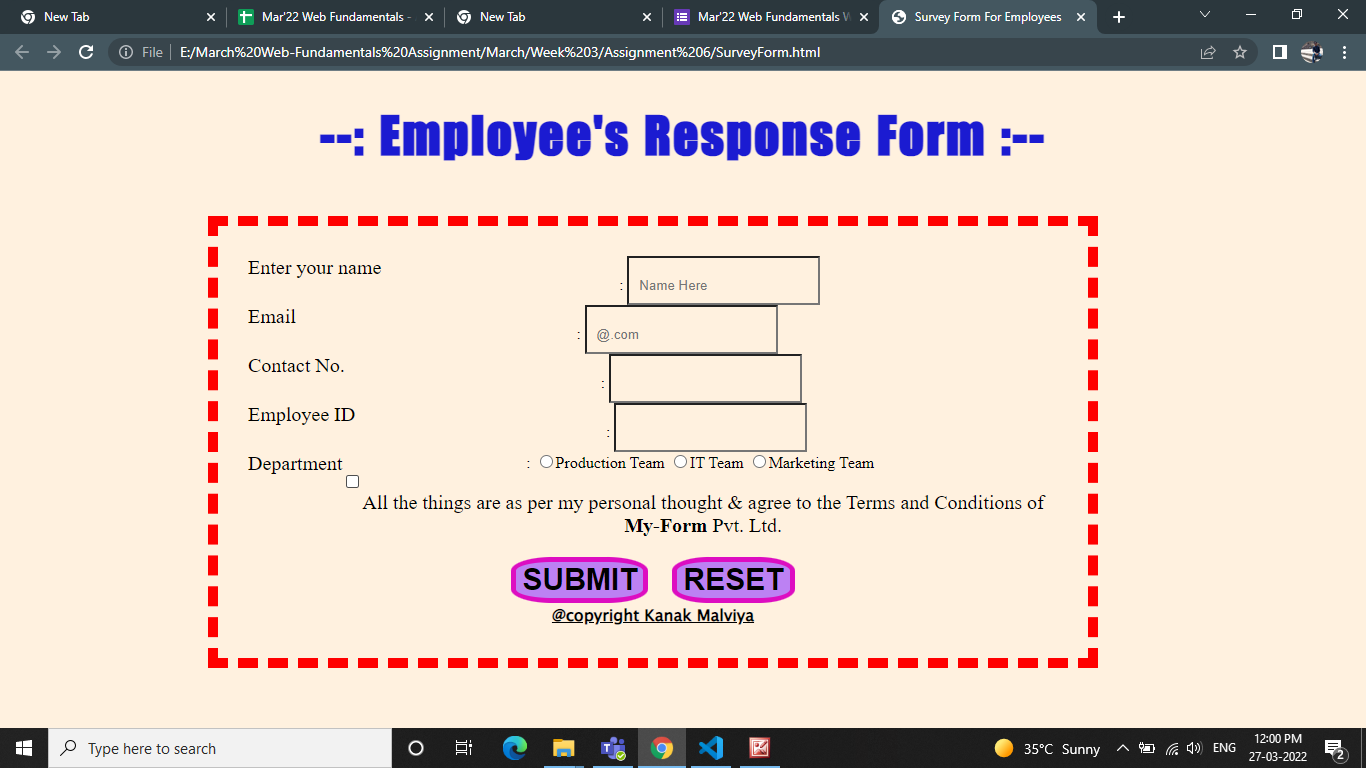 New Tab
Mar'22 Web Fundamentals -
New Tab
Mar'22 Web Fundamentals W
Survey Form For Employees
File
E:/March%20Web-Fundamentals%20Assignment/March/Week%203/Assignment%206/SurveyForm.html
--: Employee's Response Form :--
Enter your name : Name Here
Email : @.com
Contact No. :
Employee ID :
Department : Production Team IT Team Marketing Team
All the things are as per my personal thought & agree to the Terms and Conditions of
My-Form Pvt. Ltd.
SUBMIT RESET
@copyright Kanak Malviya
Type here to search
35°C Sunny
ENG
12:00 PM
27-03-2022
2